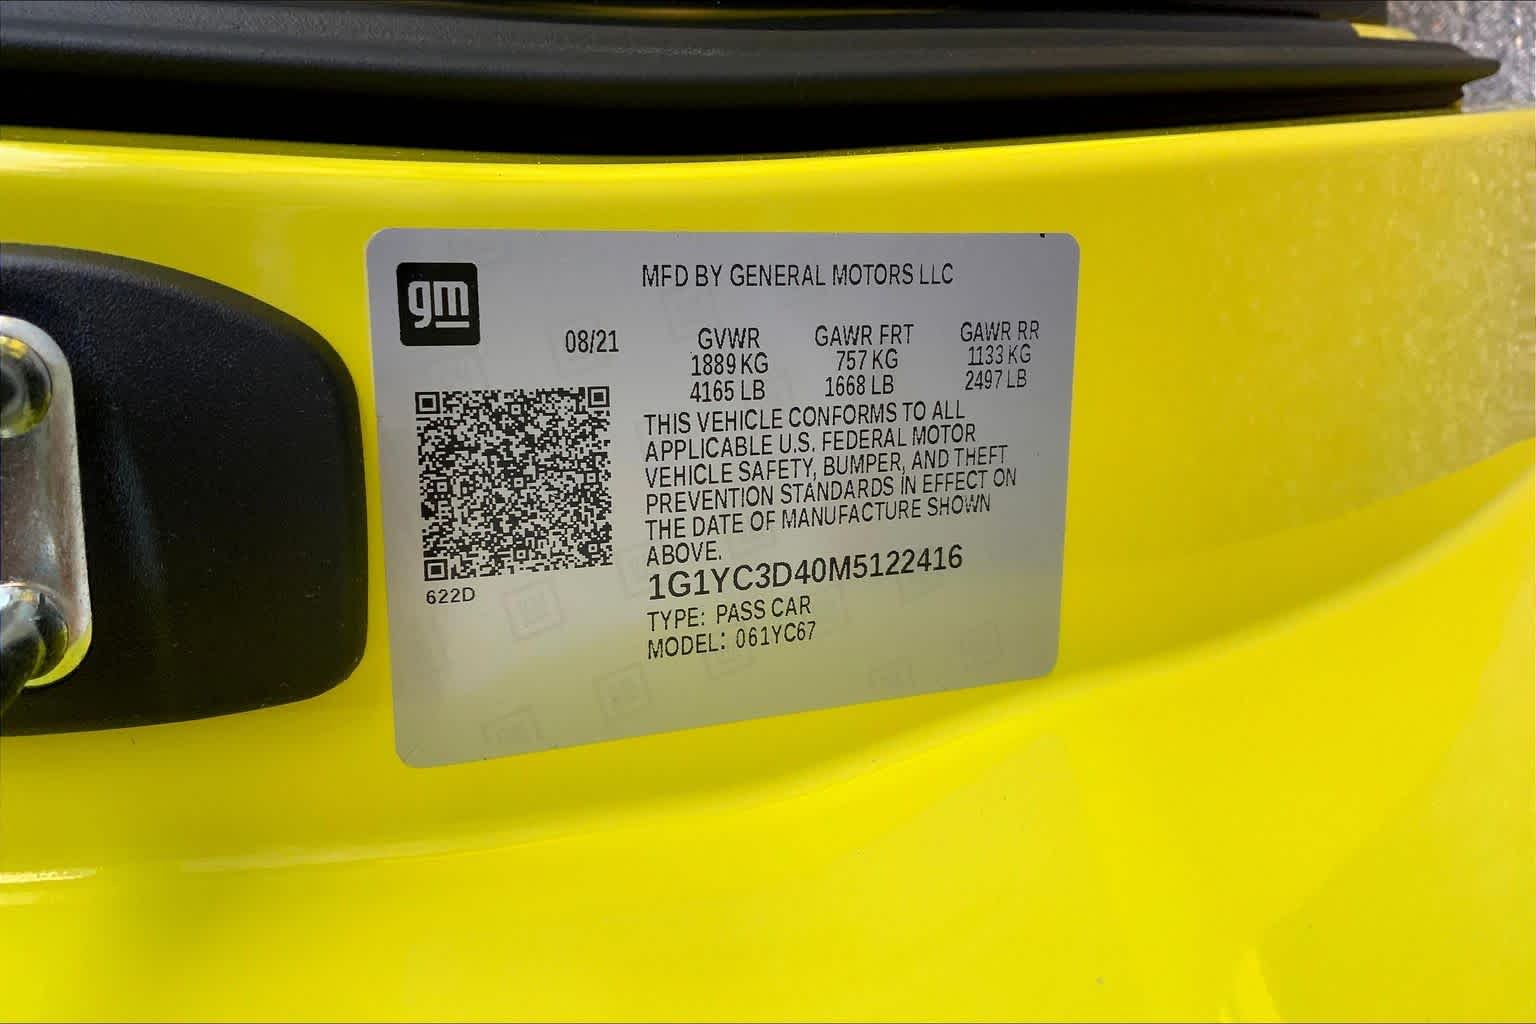 gm
MFD BY GENERAL MOTORS LLC
08/21 GVWR GAWR FRT GAWR RR
1889 KG 757 KG 1133 KG
4165 LB 1668 LB 2497 LB
THIS VEHICLE CONFORMS TO ALL
APPLICABLE U.S. FEDERAL MOTOR
VEHICLE SAFETY, BUMPER, AND THEFT
PREVENTION STANDARDS IN EFFECT ON
THE DATE OF MANUFACTURE SHOWN
ABOVE.
1G1YC3D40M5122416
622D
TYPE: PASS CAR
MODEL: 061YC67